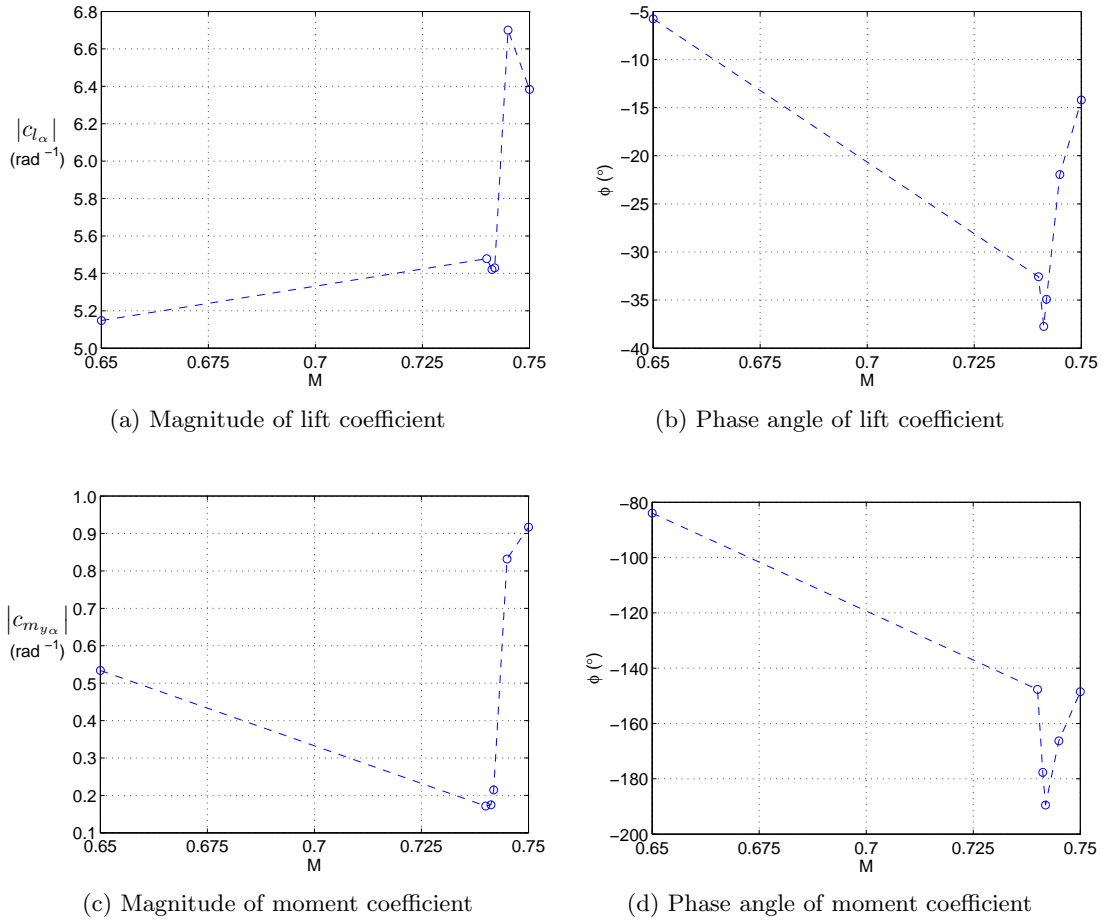 6.8
6.6
6.4
6.2
6.0
5.8
5.6
5.4
5.2
5.0
|c_{l_α}|
(rad ⁻¹)
0.65 0.675 0.7 0.725 0.75
M
(a) Magnitude of lift coefficient
−5
−10
−15
−20
−25
−30
−35
−40
ϕ (°)
0.65 0.675 0.7 0.725 0.75
M
(b) Phase angle of lift coefficient
1.0
0.9
0.8
0.7
0.6
0.5
0.4
0.3
0.2
0.1
|c_{m_{y_α}}|
(rad ⁻¹)
0.65 0.675 0.7 0.725 0.75
M
(c) Magnitude of moment coefficient
−80
−100
−120
−140
−160
−180
−200
ϕ (°)
0.65 0.675 0.7 0.725 0.75
M
(d) Phase angle of moment coefficient